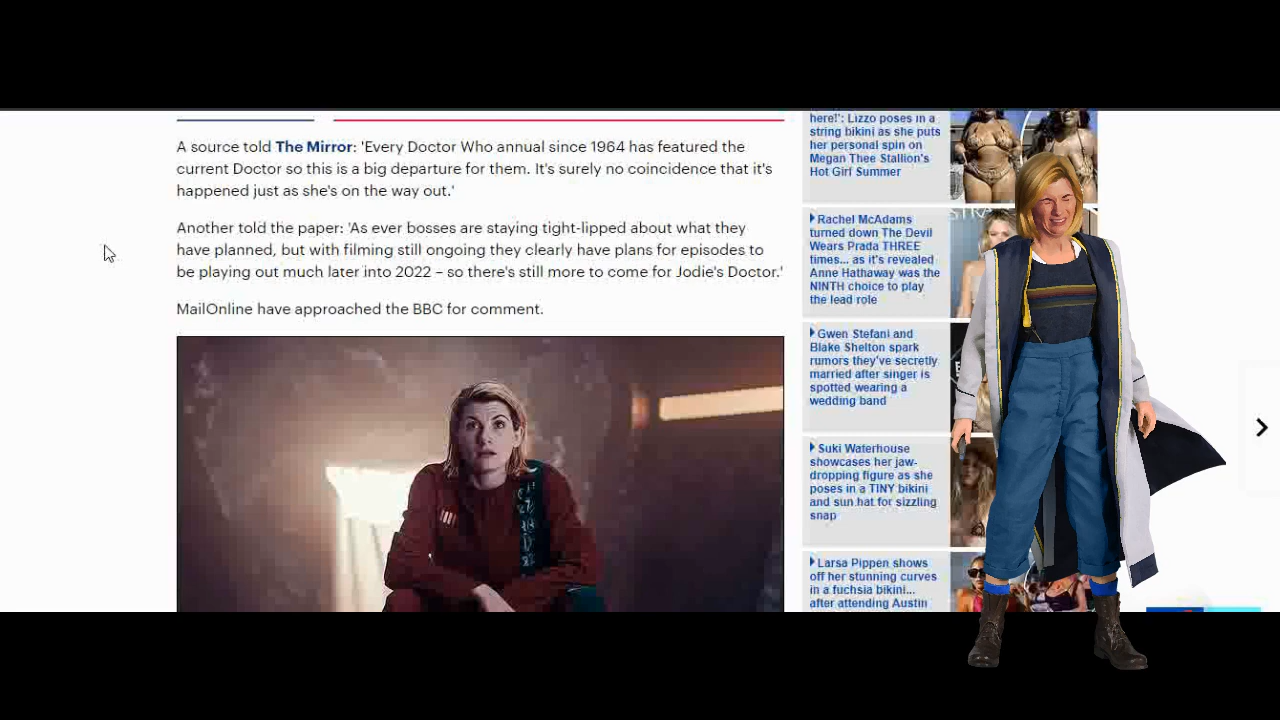 A source told The Mirror: 'Every Doctor Who annual since 1964 has featured the
current Doctor so this is a big departure for them. It's surely no coincidence that it's
happened just as she's on the way out.'
Another told the paper: 'As ever bosses are staying tight-lipped about what they
have planned, but with filming still ongoing they clearly have plans for episodes to
be playing out much later into 2022 – so there's still more to come for Jodie's Doctor.'
MailOnline have approached the BBC for comment.
here!': Lizzo poses in a
string bikini as she puts
her personal spin on
Megan Thee Stallion's
Hot Girl Summer
Rachel McAdams
turned down The Devil
Wears Prada THREE
times... as it's revealed
Anne Hathaway was the
NINTH choice to play
the lead role
Gwen Stefani and
Blake Shelton spark
rumors they've secretly
married after singer is
spotted wearing a
wedding band
Suki Waterhouse
showcases her jaw-
dropping figure as she
poses in a TINY bikini
and sun hat for sizzling
snap
Larsa Pippen shows
off her stunning curves
in a fuchsia bikini...
after attending Austin